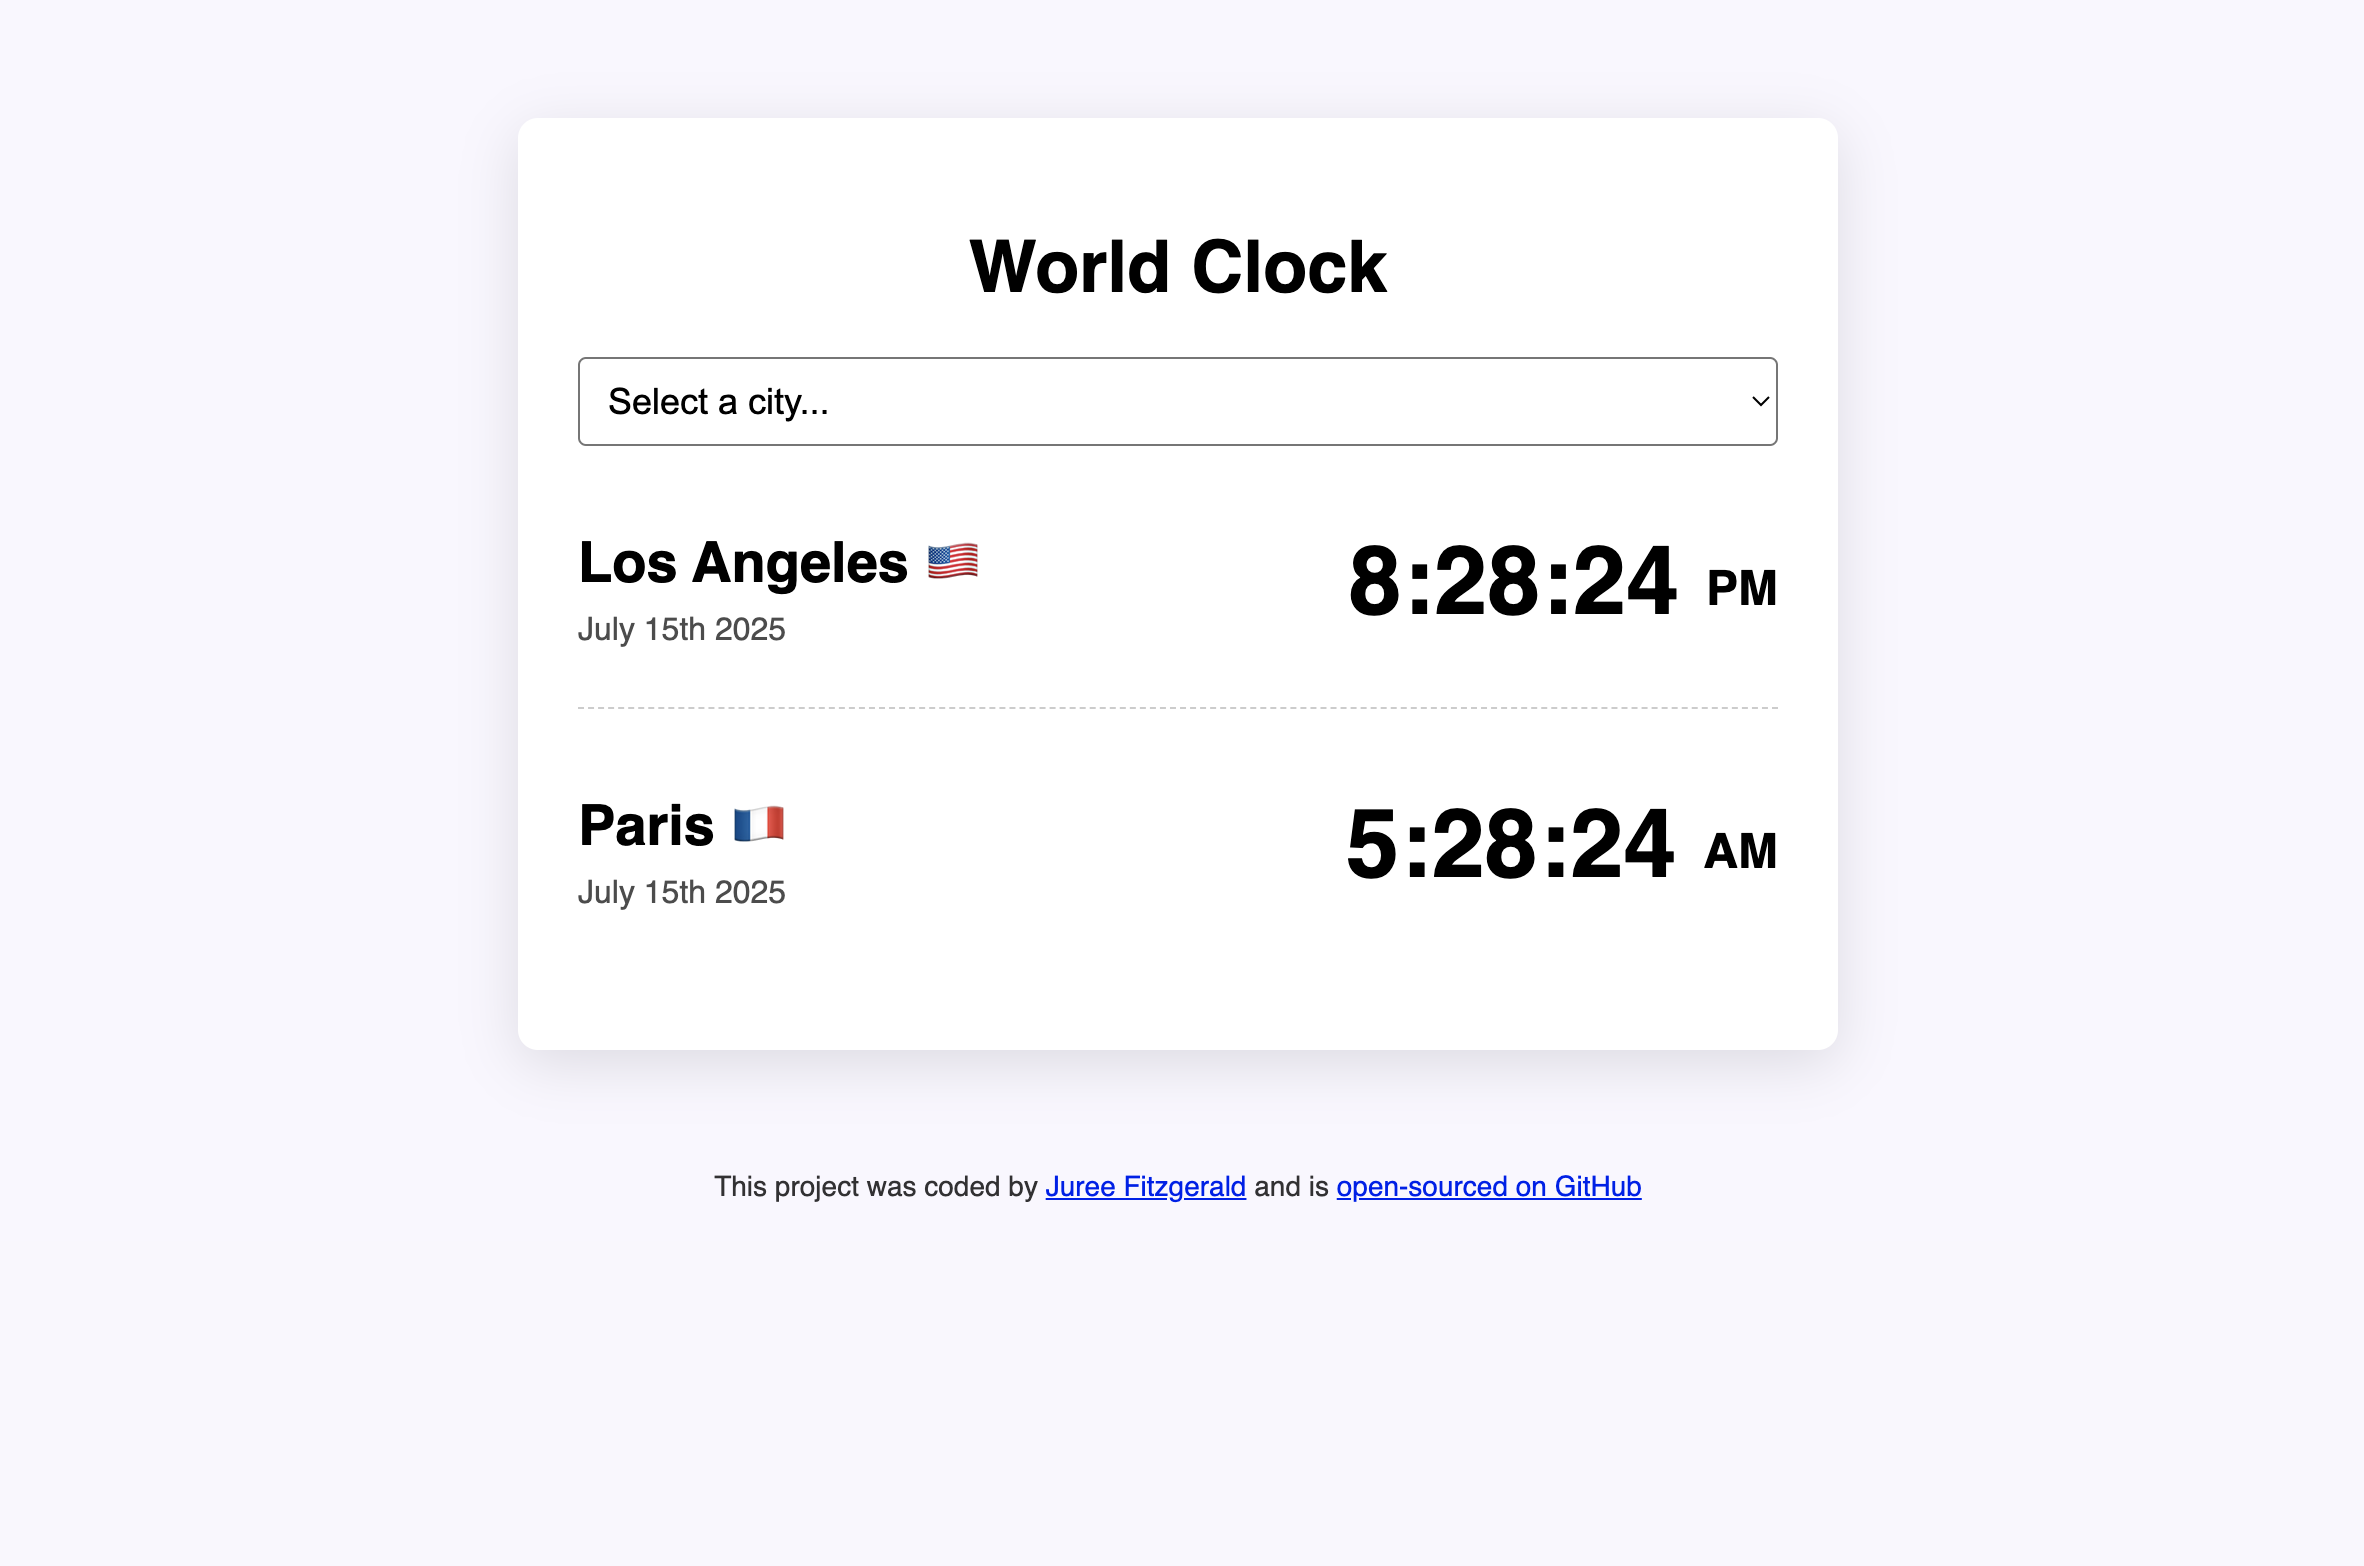 World Clock
Select a city...
Los Angeles 🇺🇸
8:28:24 PM
July 15th 2025
Paris 🇫🇷
5:28:24 AM
July 15th 2025
This project was coded by Juree Fitzgerald and is open-sourced on GitHub